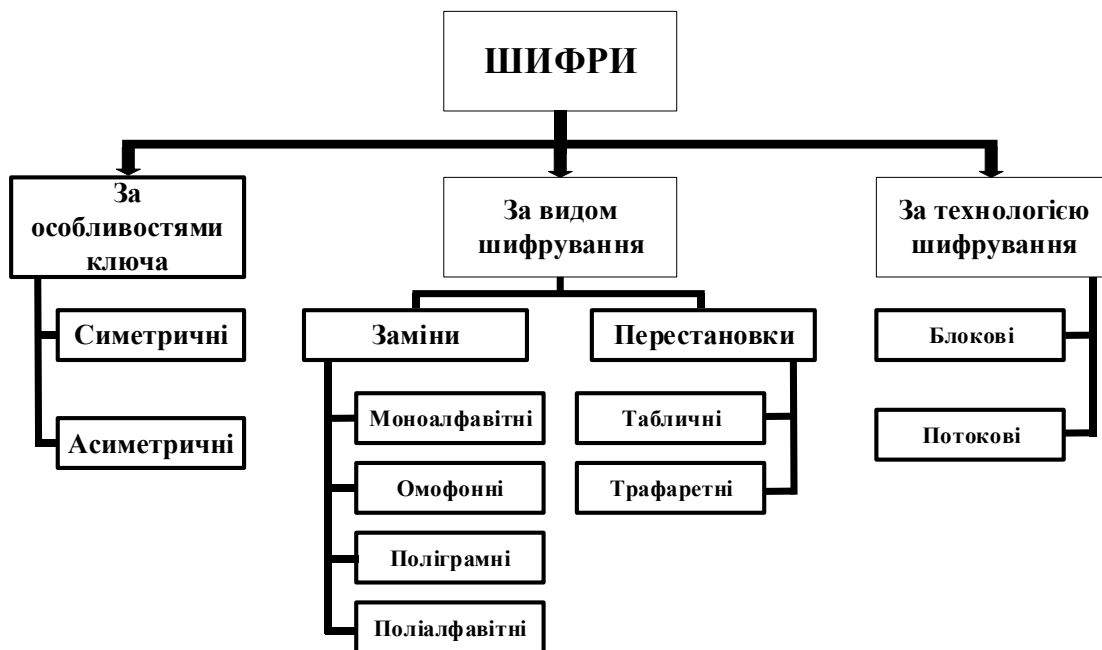 ШИФРИ
За
особливостями
ключа
Симетричні
Асиметричні
За видом
шифрування
Заміни
Моноалфавітні
Омофонні
Поліграмні
Поліалфавітні
Перестановки
Табличні
Трафаретні
За технологією
шифрування
Блокові
Потокові